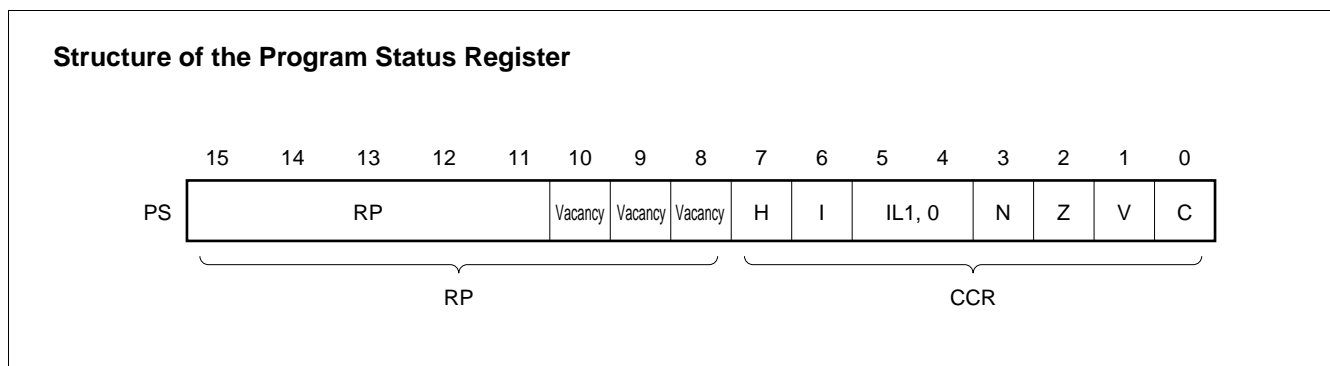 Structure of the Program Status Register
15 14 13 12 11 10 9 8 7 6 5 4 3 2 1 0
PS RP Vacancy Vacancy Vacancy H I IL1, 0 N Z V C
RP CCR